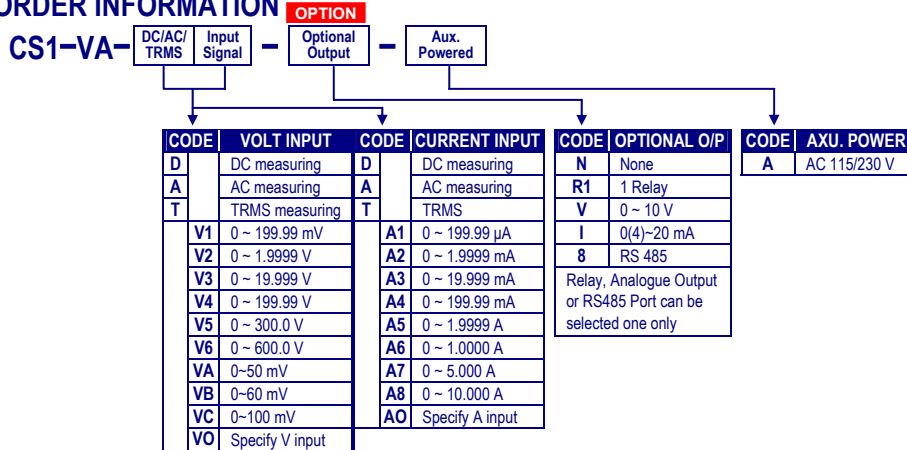 ORDER INFORMATION OPTION
CS1-VA- DC/AC/ TRMS Input Signal - Optional Output - Aux. Powered
CODE VOLT INPUT
D DC measuring
A AC measuring
T TRMS measuring
V1 0 ~ 199.99 mV
V2 0 ~ 1.9999 V
V3 0 ~ 19.999 V
V4 0 ~ 199.99 V
V5 0 ~ 300.0 V
V6 0 ~ 600.0 V
VA 0~50 mV
VB 0~60 mV
VC 0~100 mV
VO Specify V input
CODE CURRENT INPUT
D DC measuring
A AC measuring
T TRMS
A1 0 ~ 199.99 µA
A2 0 ~ 1.9999 mA
A3 0 ~ 19.999 mA
A4 0 ~ 199.99 mA
A5 0 ~ 1.9999 A
A6 0 ~ 1.0000 A
A7 0 ~ 5.000 A
A8 0 ~ 10.000 A
AO Specify A input
CODE OPTIONAL O/P
N None
R1 1 Relay
V 0 ~ 10 V
I 0(4)~20 mA
8 RS 485
Relay, Analogue Output
or RS485 Port can be
selected one only
CODE AXU. POWER
A AC 115/230 V